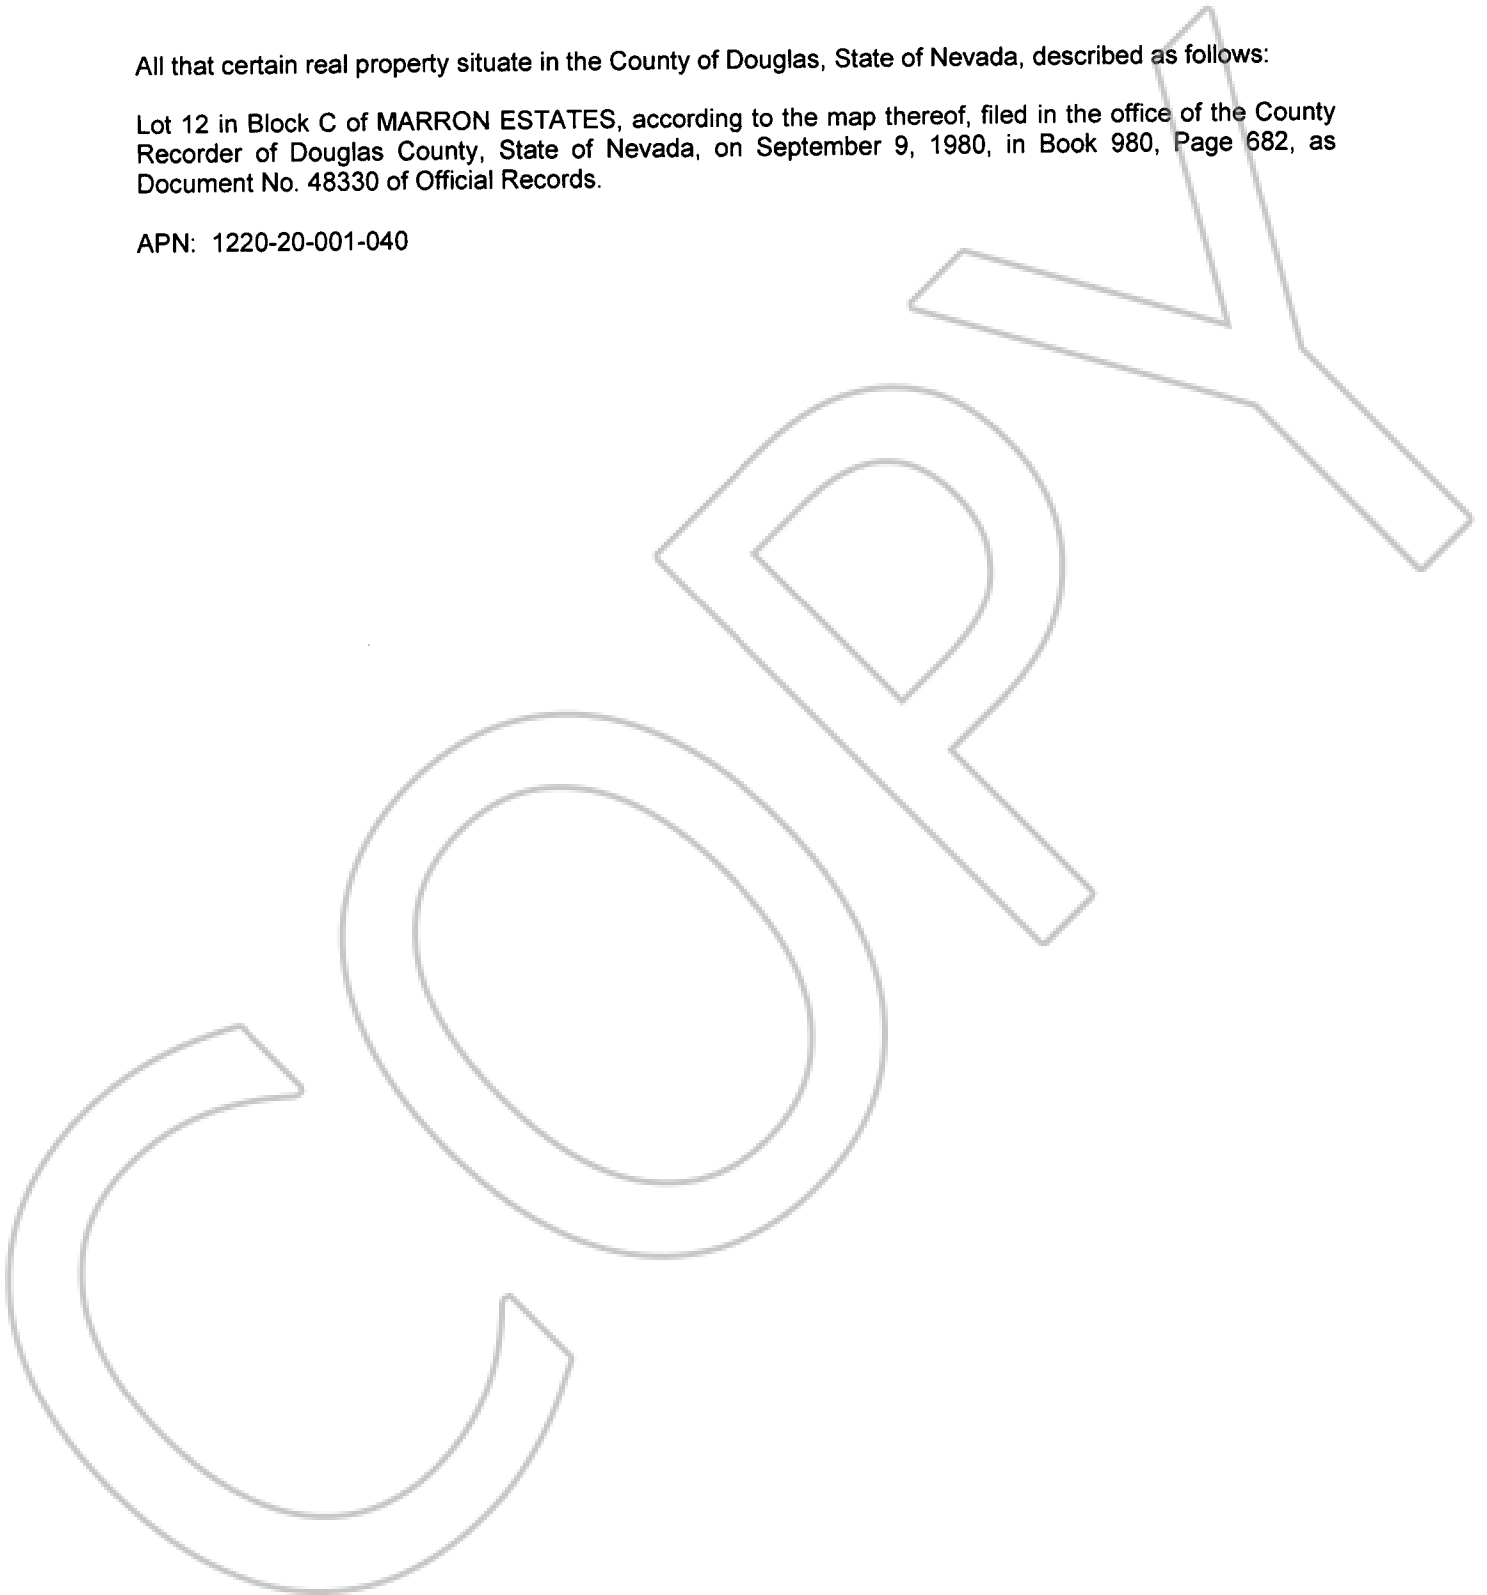 All that certain real property situate in the County of Douglas, State of Nevada, described as follows:
Lot 12 in Block C of MARRON ESTATES, according to the map thereof, filed in the office of the County
Recorder of Douglas County, State of Nevada, on September 9, 1980, in Book 980, Page 682, as
Document No. 48330 of Official Records.
APN: 1220-20-001-040
COPY